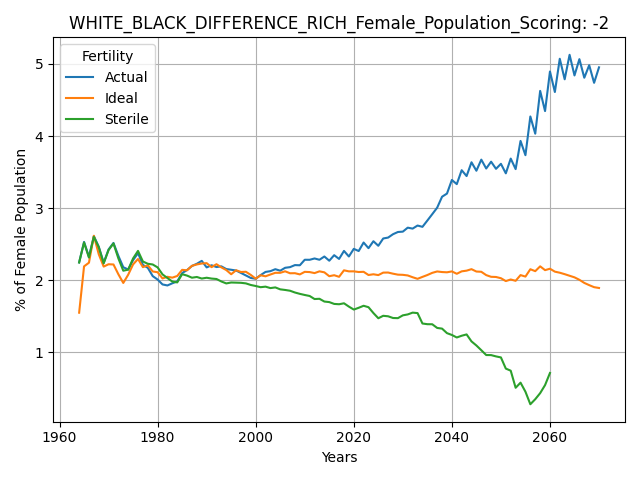 WHITE_BLACK_DIFFERENCE_RICH_Female_Population_Scoring: -2
Fertility
Actual
Ideal
Sterile
% of Female Population
5
4
3
2
1
1960 1980 2000 2020 2040 2060
Years